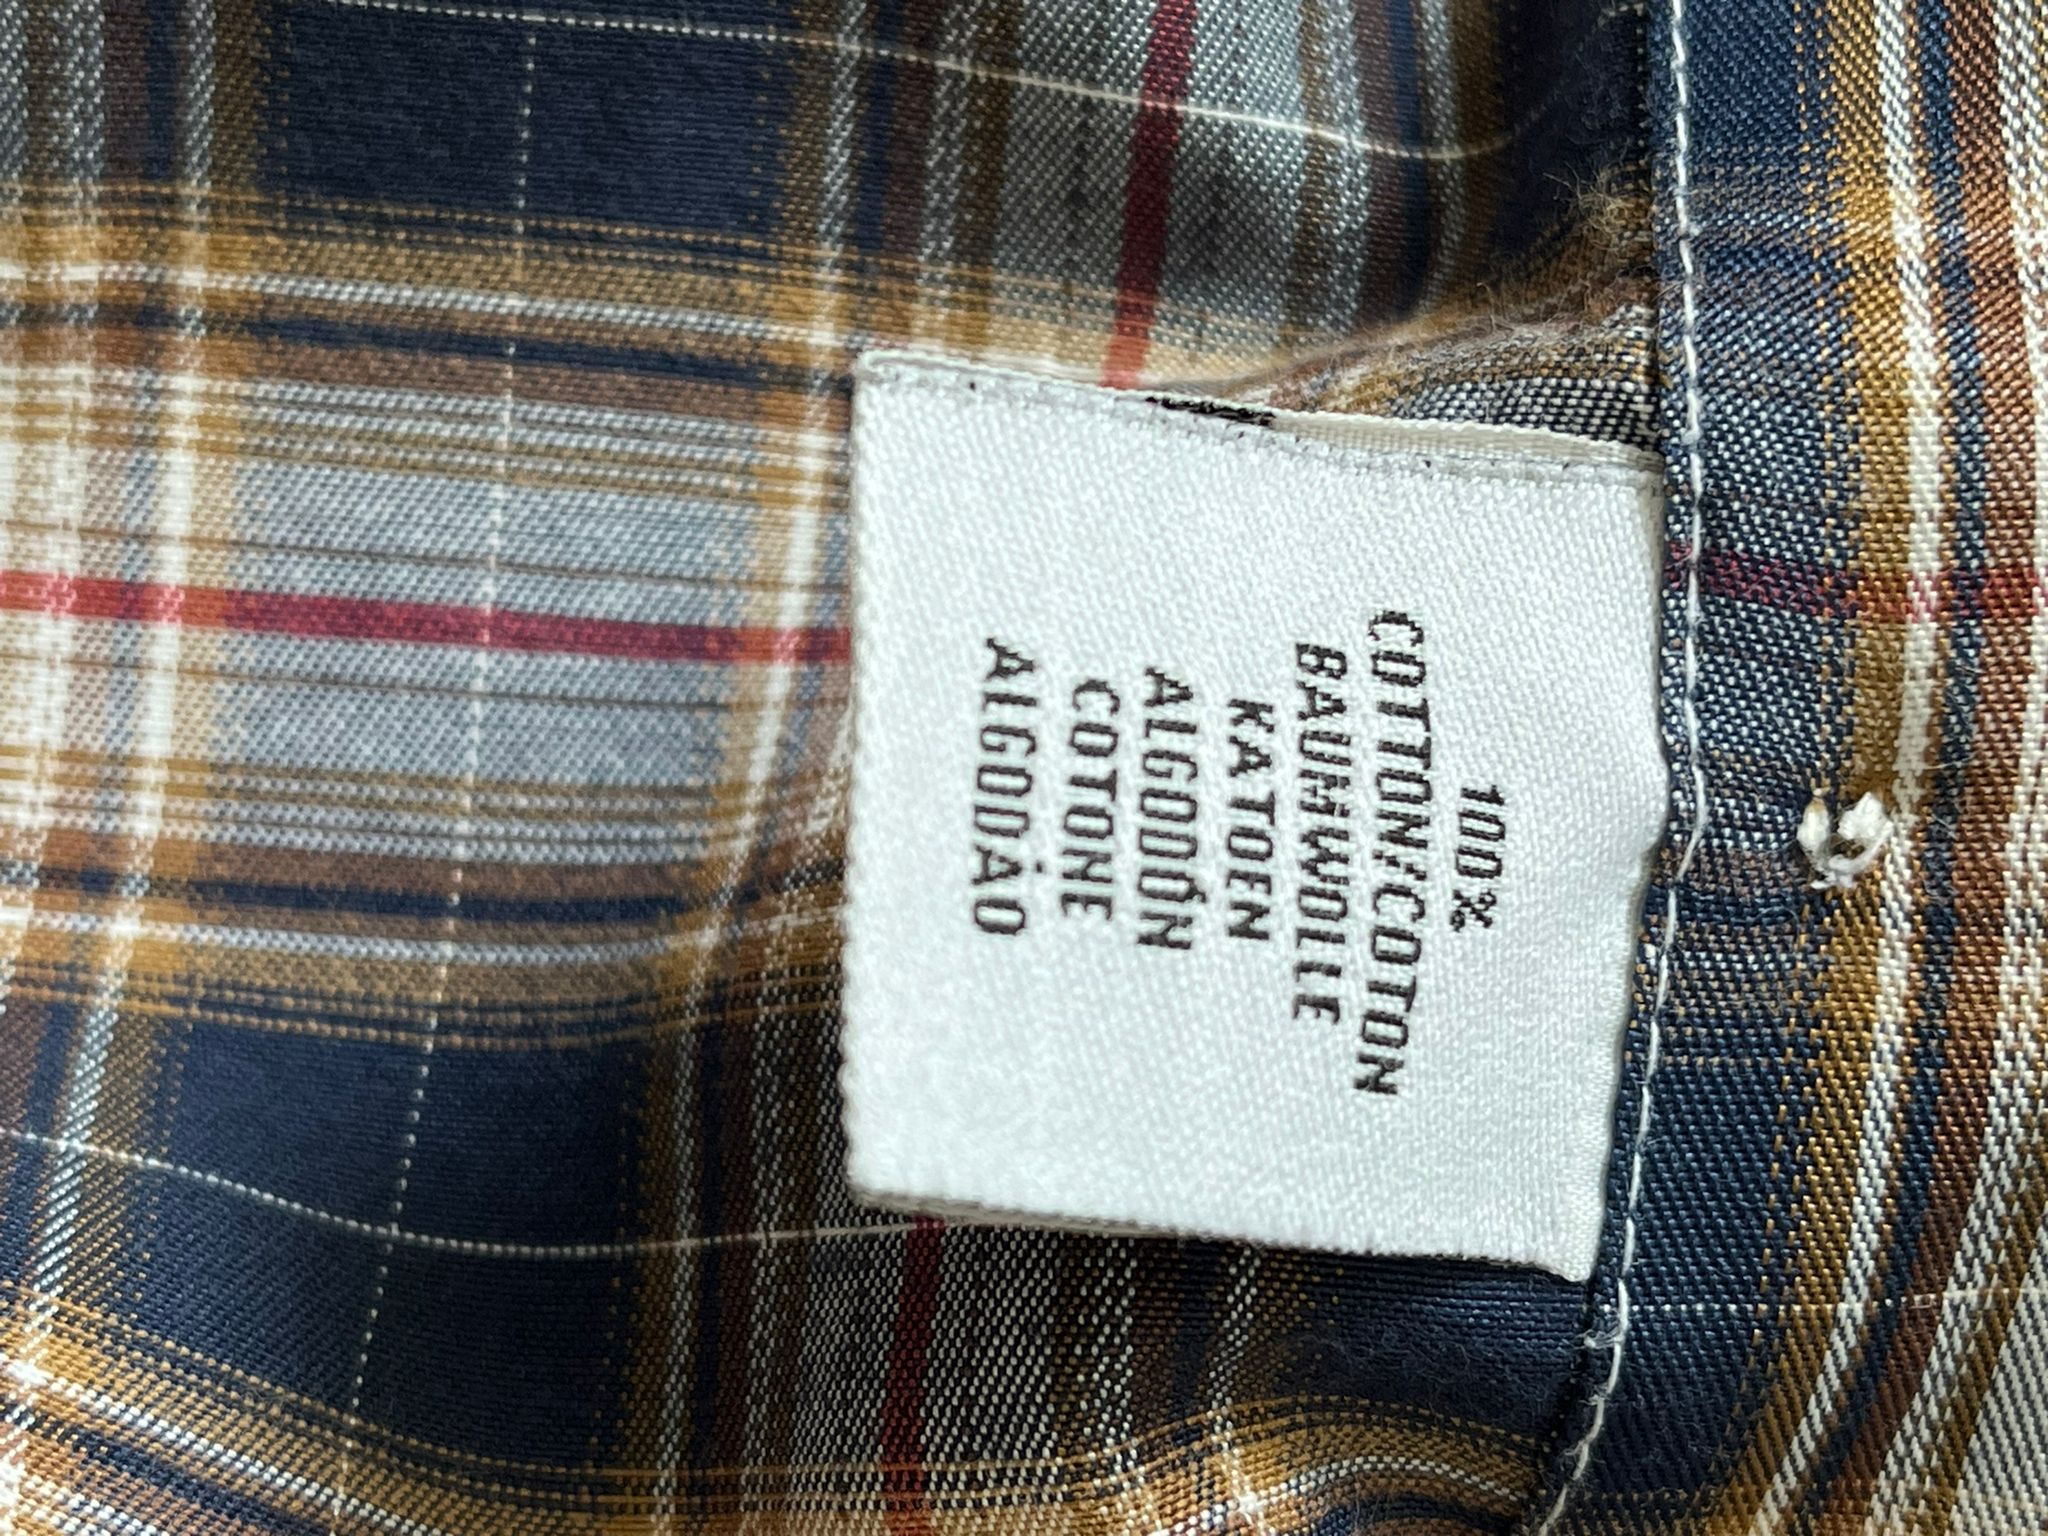 100%
COTTON/COTON
BAUMWOLLE
KATOEN
ALGODÓN
COTONE
ALGODÃO